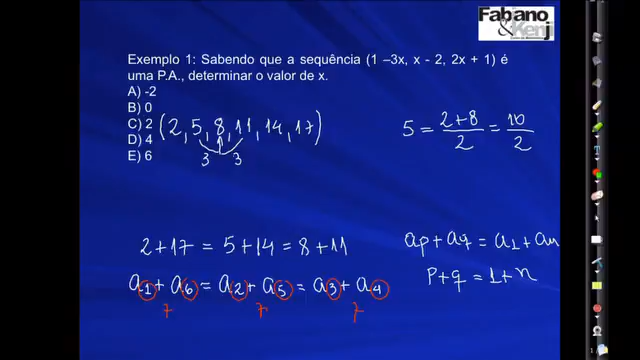 Fabiano
& Kenji
Exemplo 1: Sabendo que a sequência (1 –3x, x - 2, 2x + 1) é
uma P.A., determinar o valor de x.
A) -2
B) 0
C) 2
D) 4
E) 6
(2, 5, 8, 11, 14, 17)
3 3
5 = 2+8/2 = 10/2
2+17 = 5+14 = 8+11
a1 + a6 = a2 + a5 = a3 + a4
7 7 7
ap + aq = a1 + an
p+q = 1+n